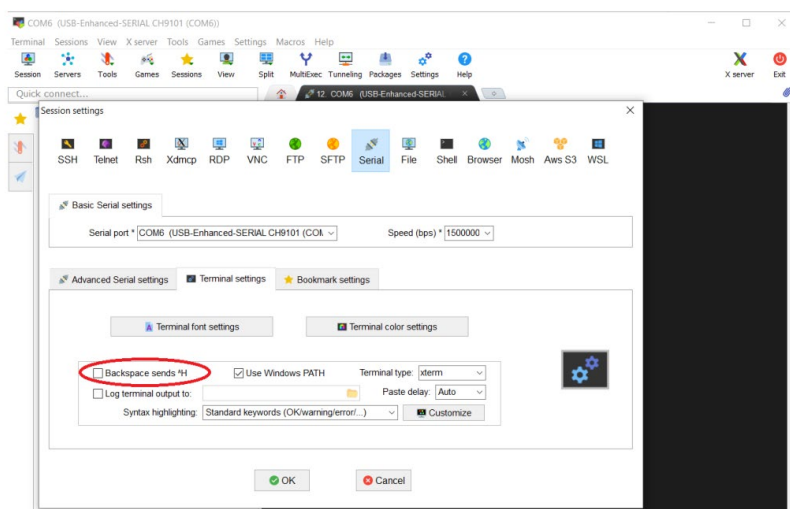 COM6 (USB-Enhanced-SERIAL CH9101 (COM6))
Terminal Sessions View X server Tools Games Settings Macros Help
Session Servers Tools Games Sessions View Split MultiExec Tunneling Packages Settings Help X server Exit
Quick connect...
12. COM6 (USB-Enhanced-SERIAL
Session settings
SSH Telnet Rsh Xdmcp RDP VNC FTP SFTP Serial File Shell Browser Mosh Aws S3 WSL
Basic Serial settings
Serial port * COM6 (USB-Enhanced-SERIAL CH9101 (COM Speed (bps) * 1500000
Advanced Serial settings Terminal settings Bookmark settings
Terminal font settings Terminal color settings
Backspace sends ^H Use Windows PATH Terminal type: xterm
Log terminal output to: Paste delay: Auto
Syntax highlighting: Standard keywords (OK/warning/error/...) Customize
OK Cancel